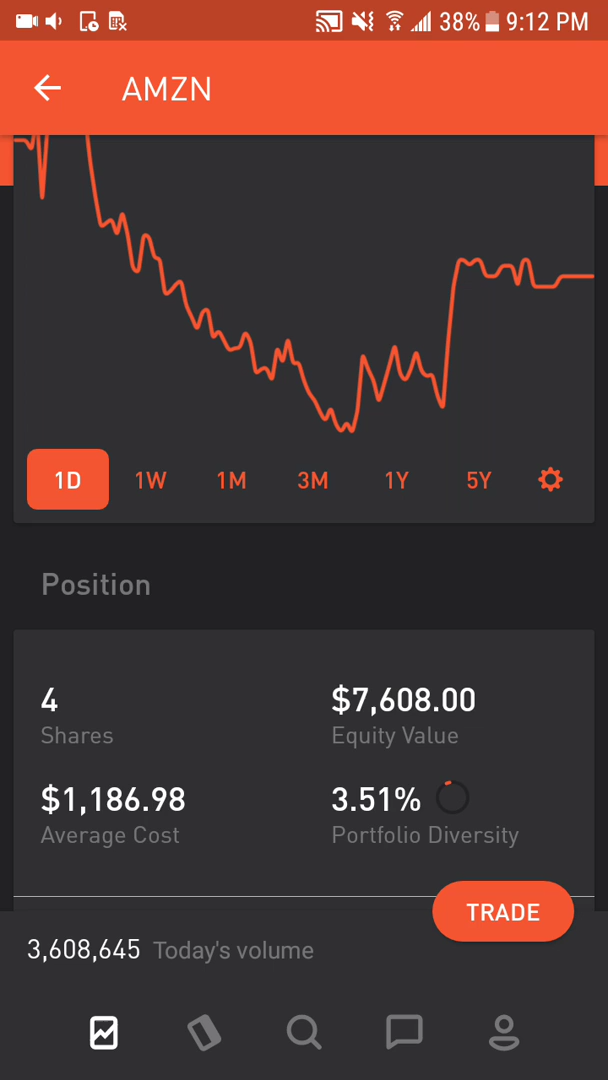 38% 9:12 PM
AMZN
1D 1W 1M 3M 1Y 5Y
Position
4 $7,608.00
Shares Equity Value
$1,186.98 3.51%
Average Cost Portfolio Diversity
TRADE
3,608,645 Today's volume